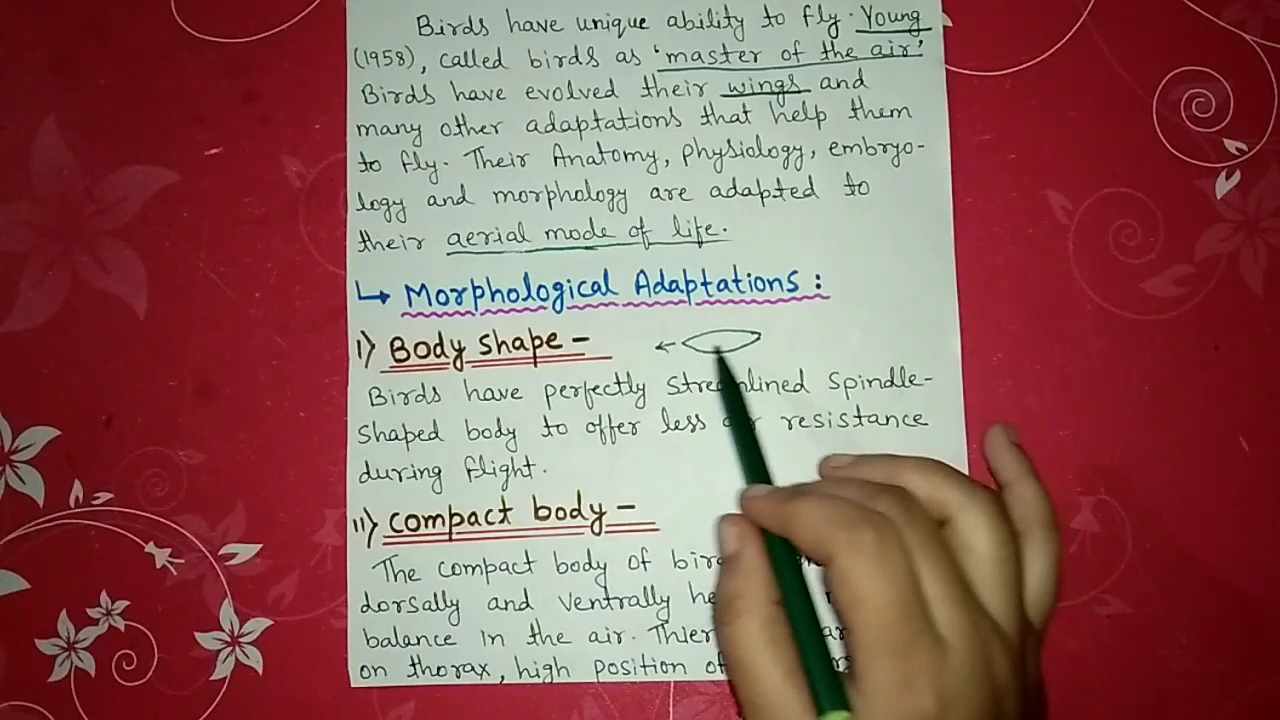 Birds have unique ability to fly. Young
(1958), called birds as 'master of the air'
Birds have evolved their wings and
many other adaptations that help them
to fly. Their Anatomy, physiology, embryo-
logy and morphology are adapted to
their aerial mode of life.
↳ Morphological Adaptations:
i) Body shape -
Birds have perfectly streamlined spindle-
shaped body to offer less air resistance
during flight.
ii) compact body -
The compact body of
dorsally and ventrally
balance in the air. Thier
on thorax, high position of